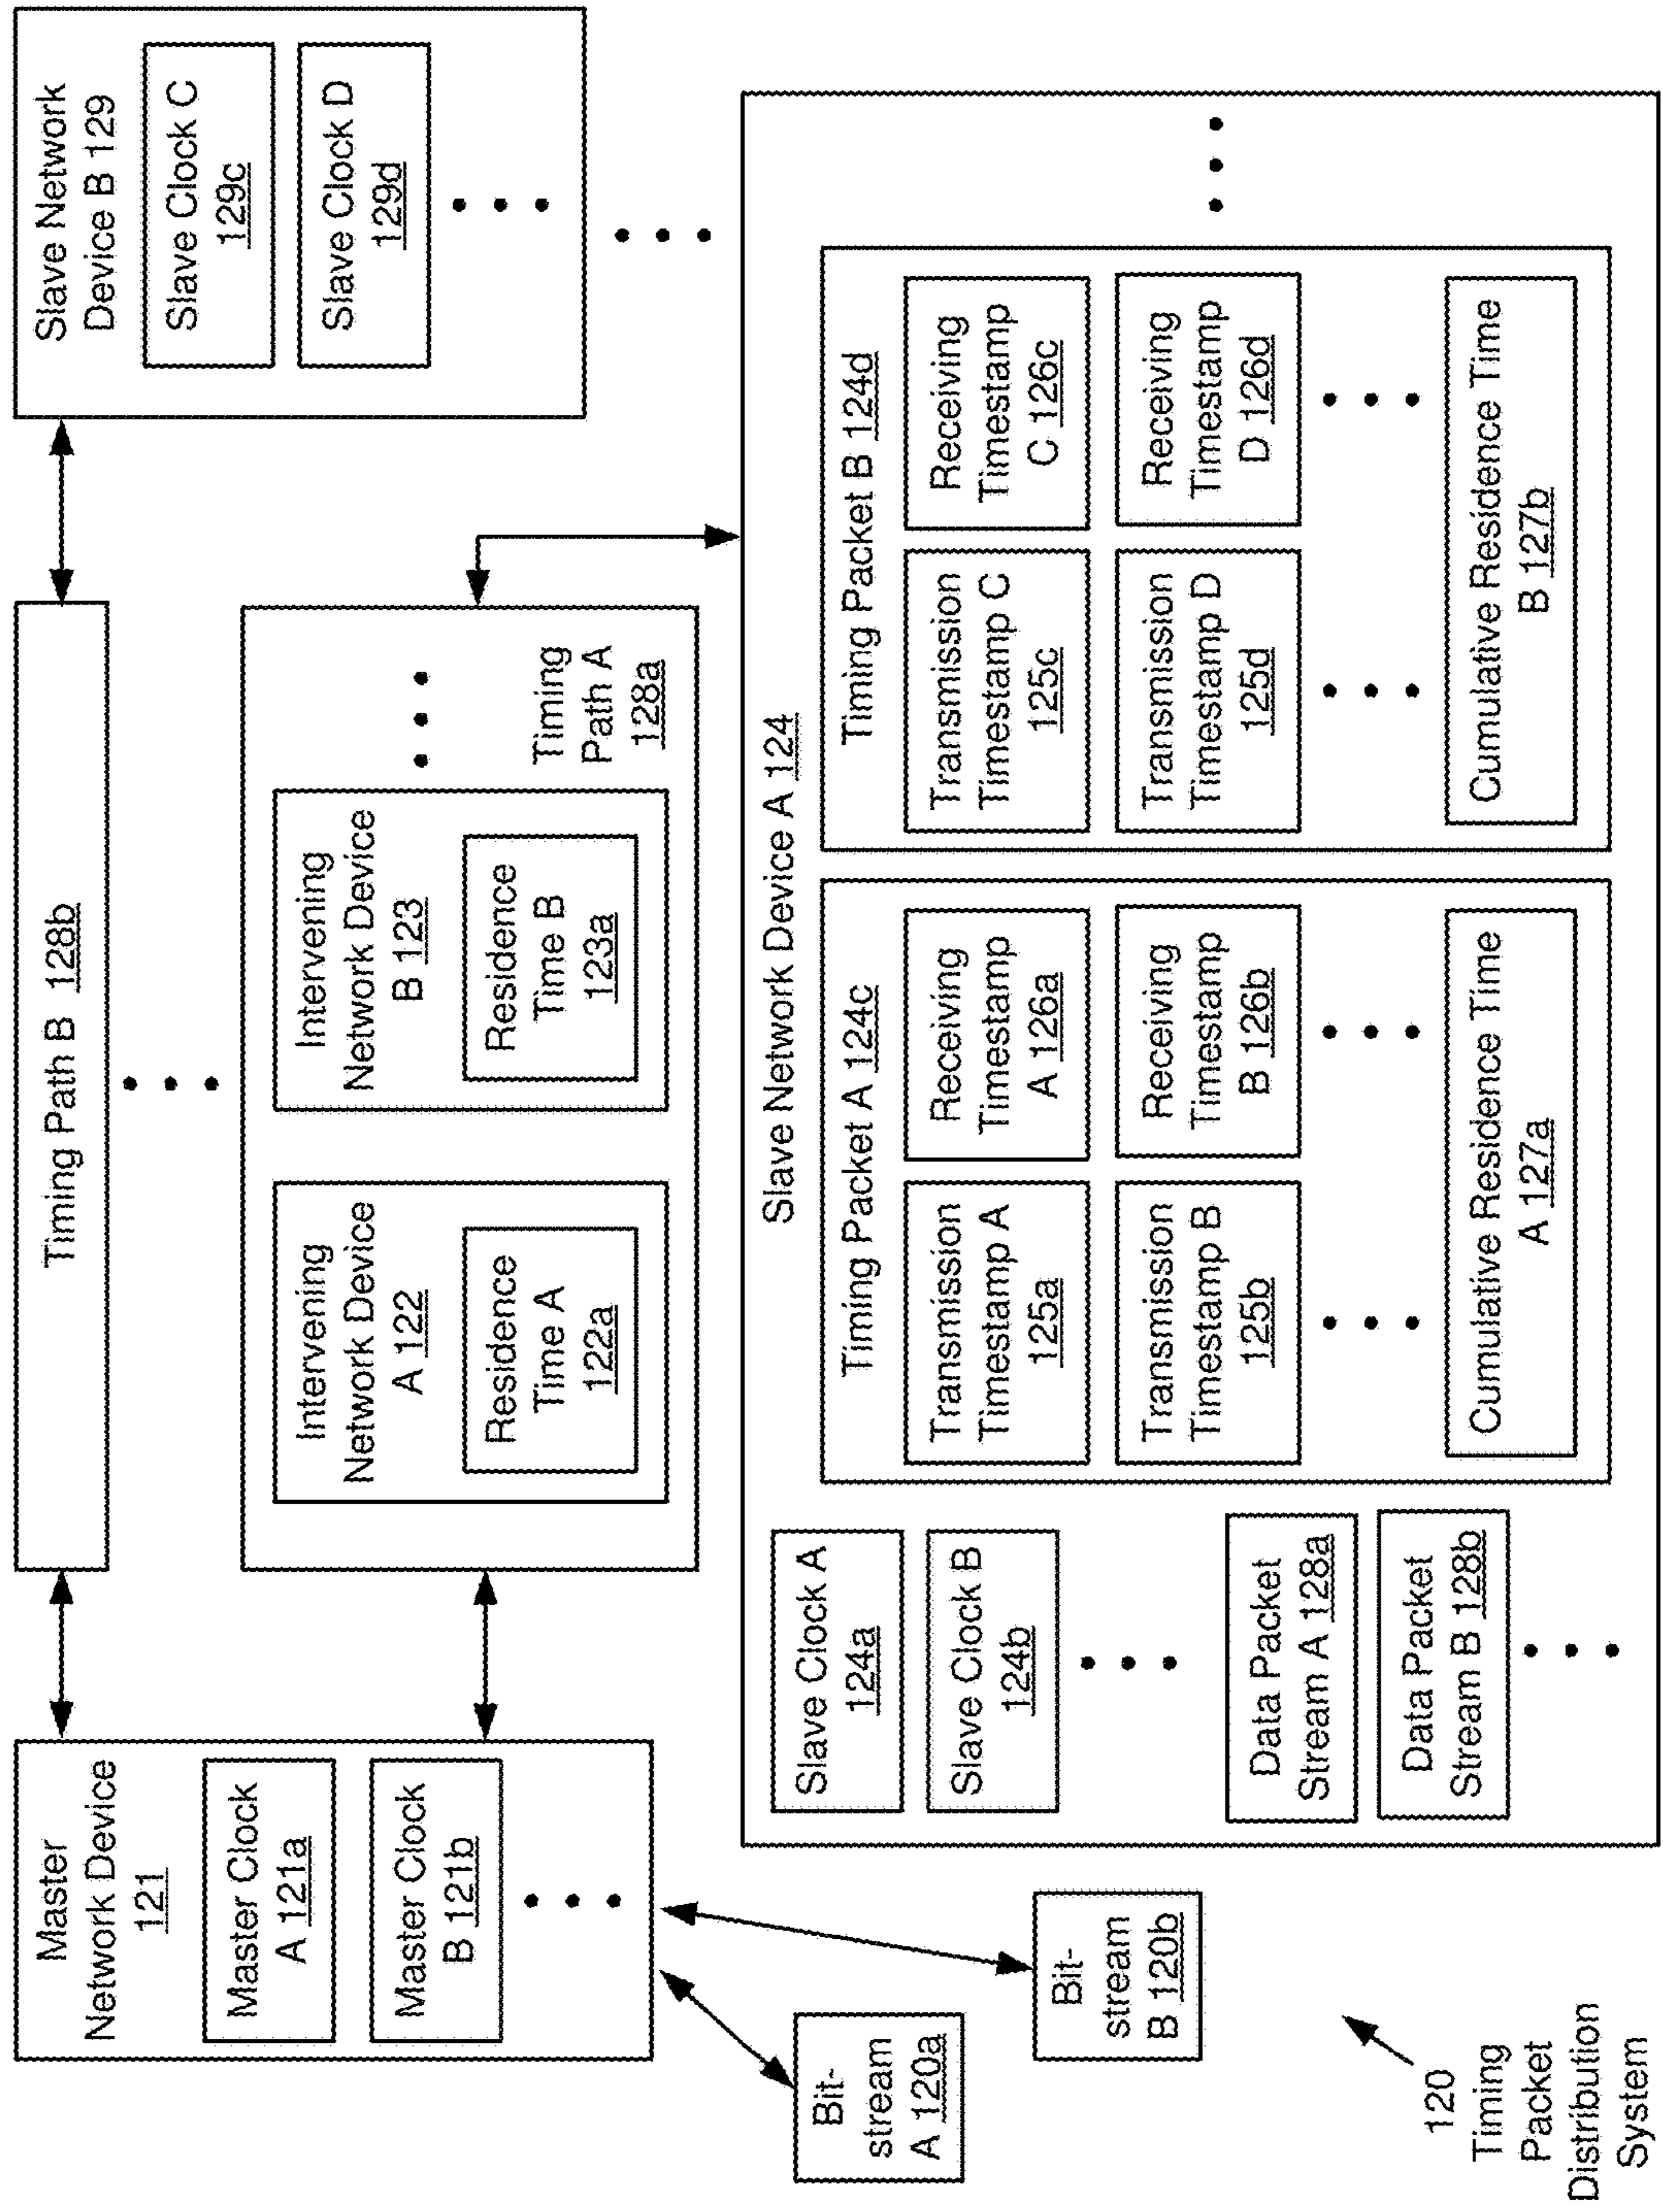 Master
Network Device
121
Master Clock
A 121a
Master Clock
B 121b
Timing Path B 128b
Intervening
Network Device
A 122
Residence
Time A
122a
Intervening
Network Device
B 123
Residence
Time B
123a
Timing
Path A
128a
Slave Network
Device B 129
Slave Clock C
129c
Slave Clock D
129d
Bit-
stream
A 120a
Bit-
stream
B 120b
Slave Network Device A 124
Slave Clock A
124a
Slave Clock B
124b
Data Packet
Stream A 128a
Data Packet
Stream B 128b
Timing Packet A 124c
Transmission
Timestamp A
125a
Receiving
Timestamp
A 126a
Transmission
Timestamp B
125b
Receiving
Timestamp
B 126b
Cumulative Residence Time
A 127a
Timing Packet B 124d
Transmission
Timestamp C
125c
Receiving
Timestamp
C 126c
Transmission
Timestamp D
125d
Receiving
Timestamp
D 126d
Cumulative Residence Time
B 127b
120
Timing
Packet
Distribution
System